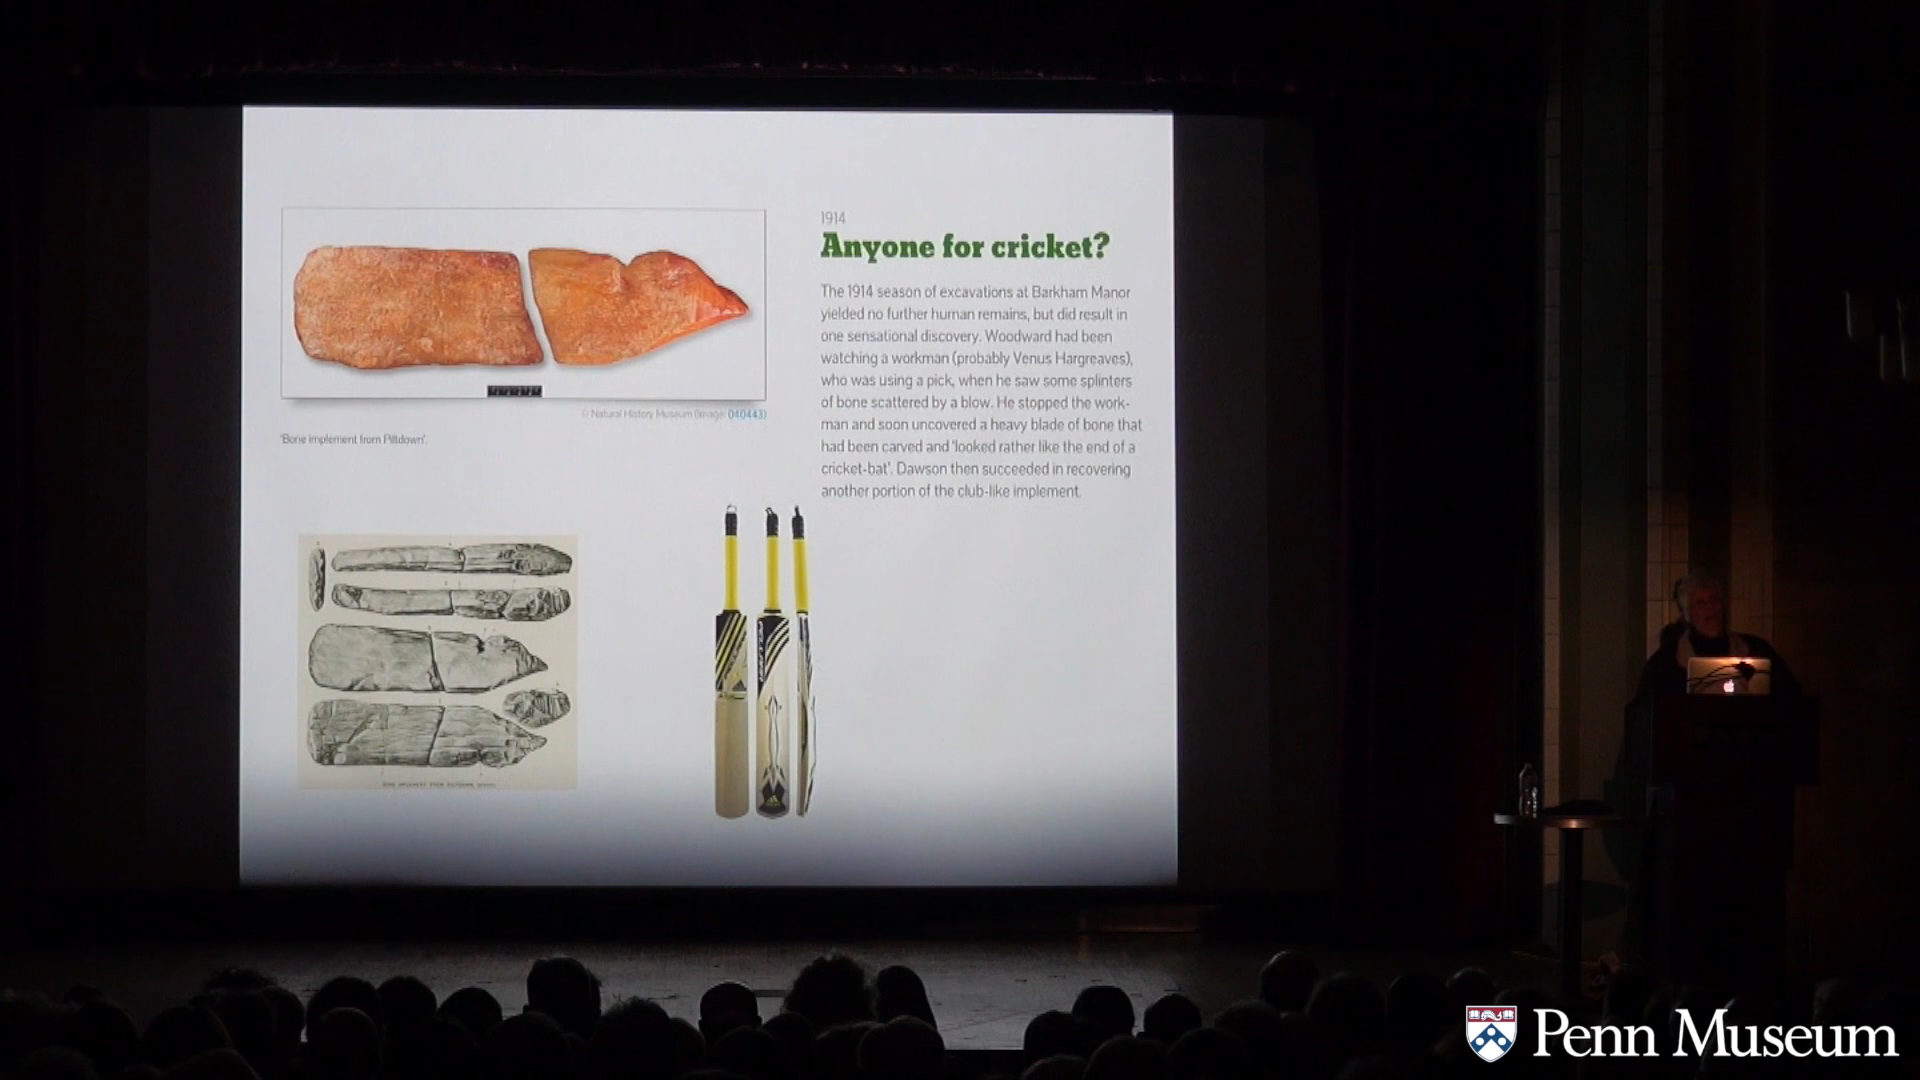 1914
Anyone for cricket?
The 1914 season of excavations at Barkham Manor
yielded no further human remains, but did result in
one sensational discovery. Woodward had been
watching a workman (probably Venus Hargreaves),
who was using a pick, when he saw some splinters
of bone scattered by a blow. He stopped the work-
man and soon uncovered a heavy blade of bone that
had been carved and 'looked rather like the end of a
cricket-bat'. Dawson then succeeded in recovering
another portion of the club-like implement.
© Natural History Museum (Image: 040443)
'Bone implement from Piltdown'.
BONE IMPLEMENT FROM PILTDOWN
Penn Museum